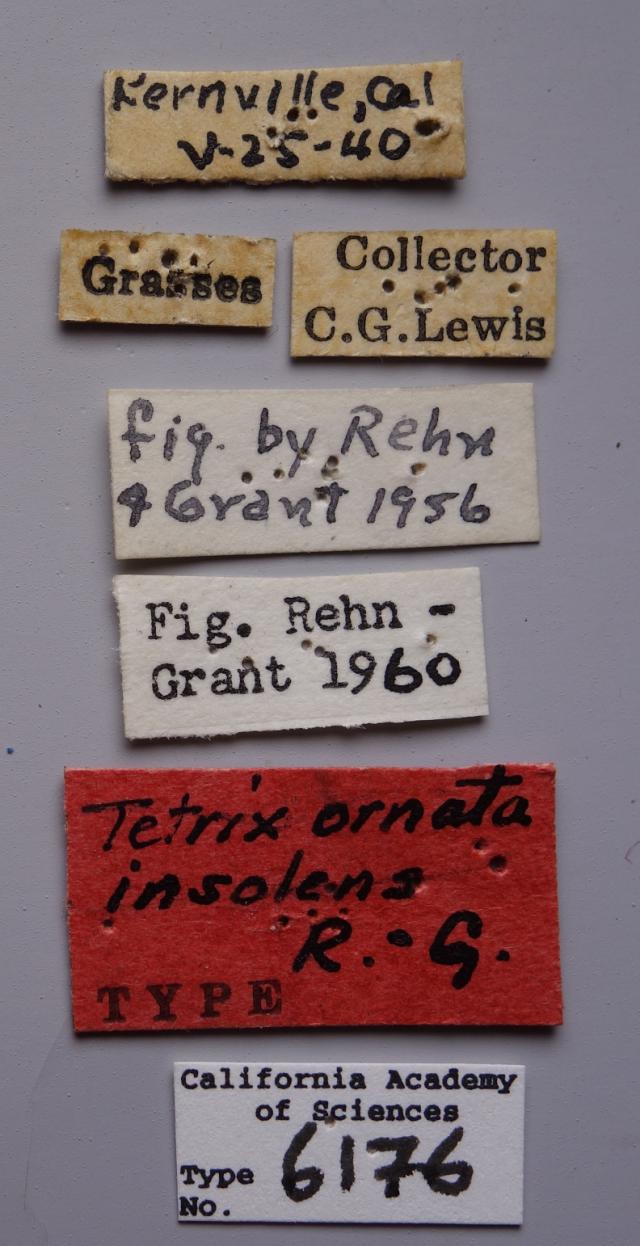 Kernville, Cal
V-25-40
Grasses
Collector
C.G.Lewis
fig. by Rehn
& Grant 1956
Fig. Rehn -
Grant 1960
Tetrix ornata
insolens
R.-G.
TYPE
California Academy
of Sciences
Type
No. 6176